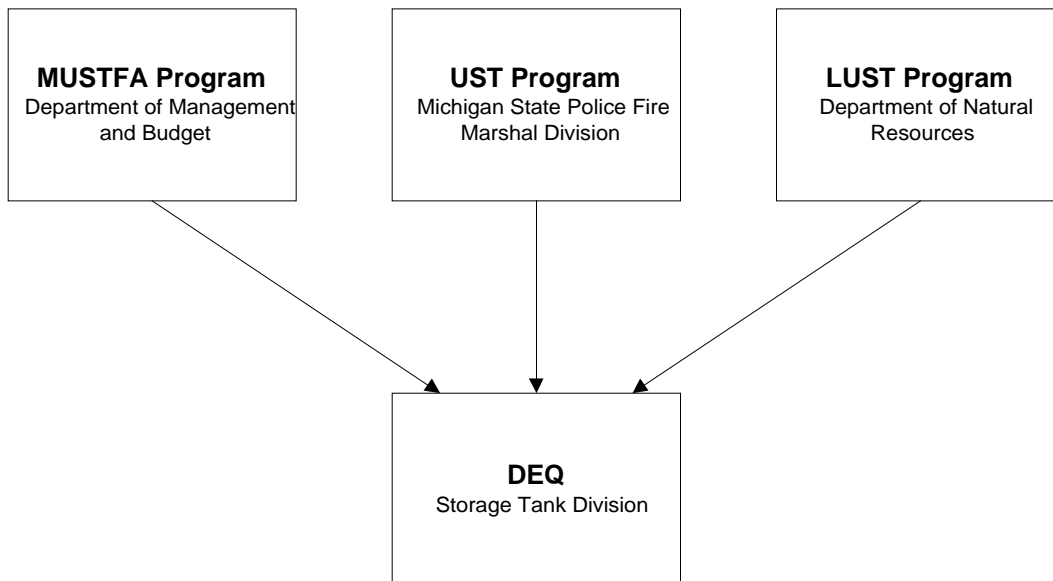 MUSTFA Program
Department of Management
and Budget
UST Program
Michigan State Police Fire
Marshal Division
LUST Program
Department of Natural
Resources
DEQ
Storage Tank Division